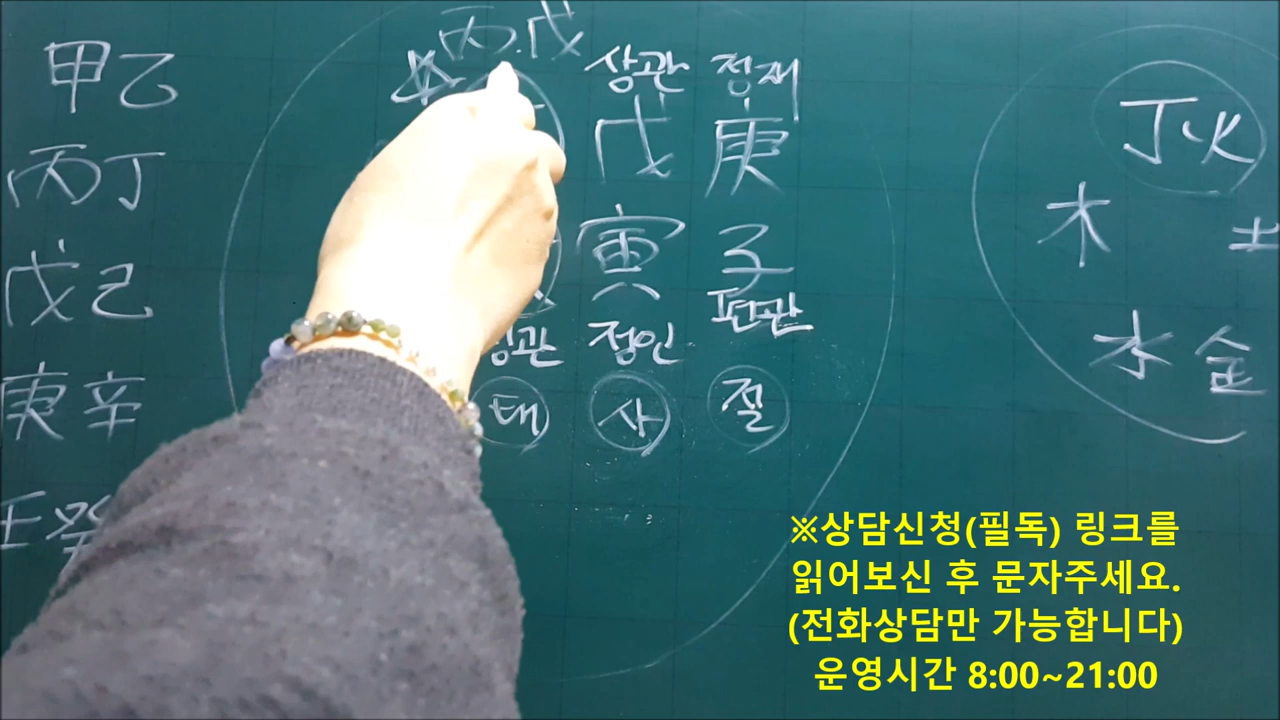 甲乙
丙丁
戊己
庚辛
壬癸
丙.戊
상관 정재
戊 庚
寅 子
편관
상관 정인
태 사 절
丁火
木 土
水 金
※상담신청(필독) 링크를
읽어보신 후 문자주세요.
(전화상담만 가능합니다)
운영시간 8:00~21:00